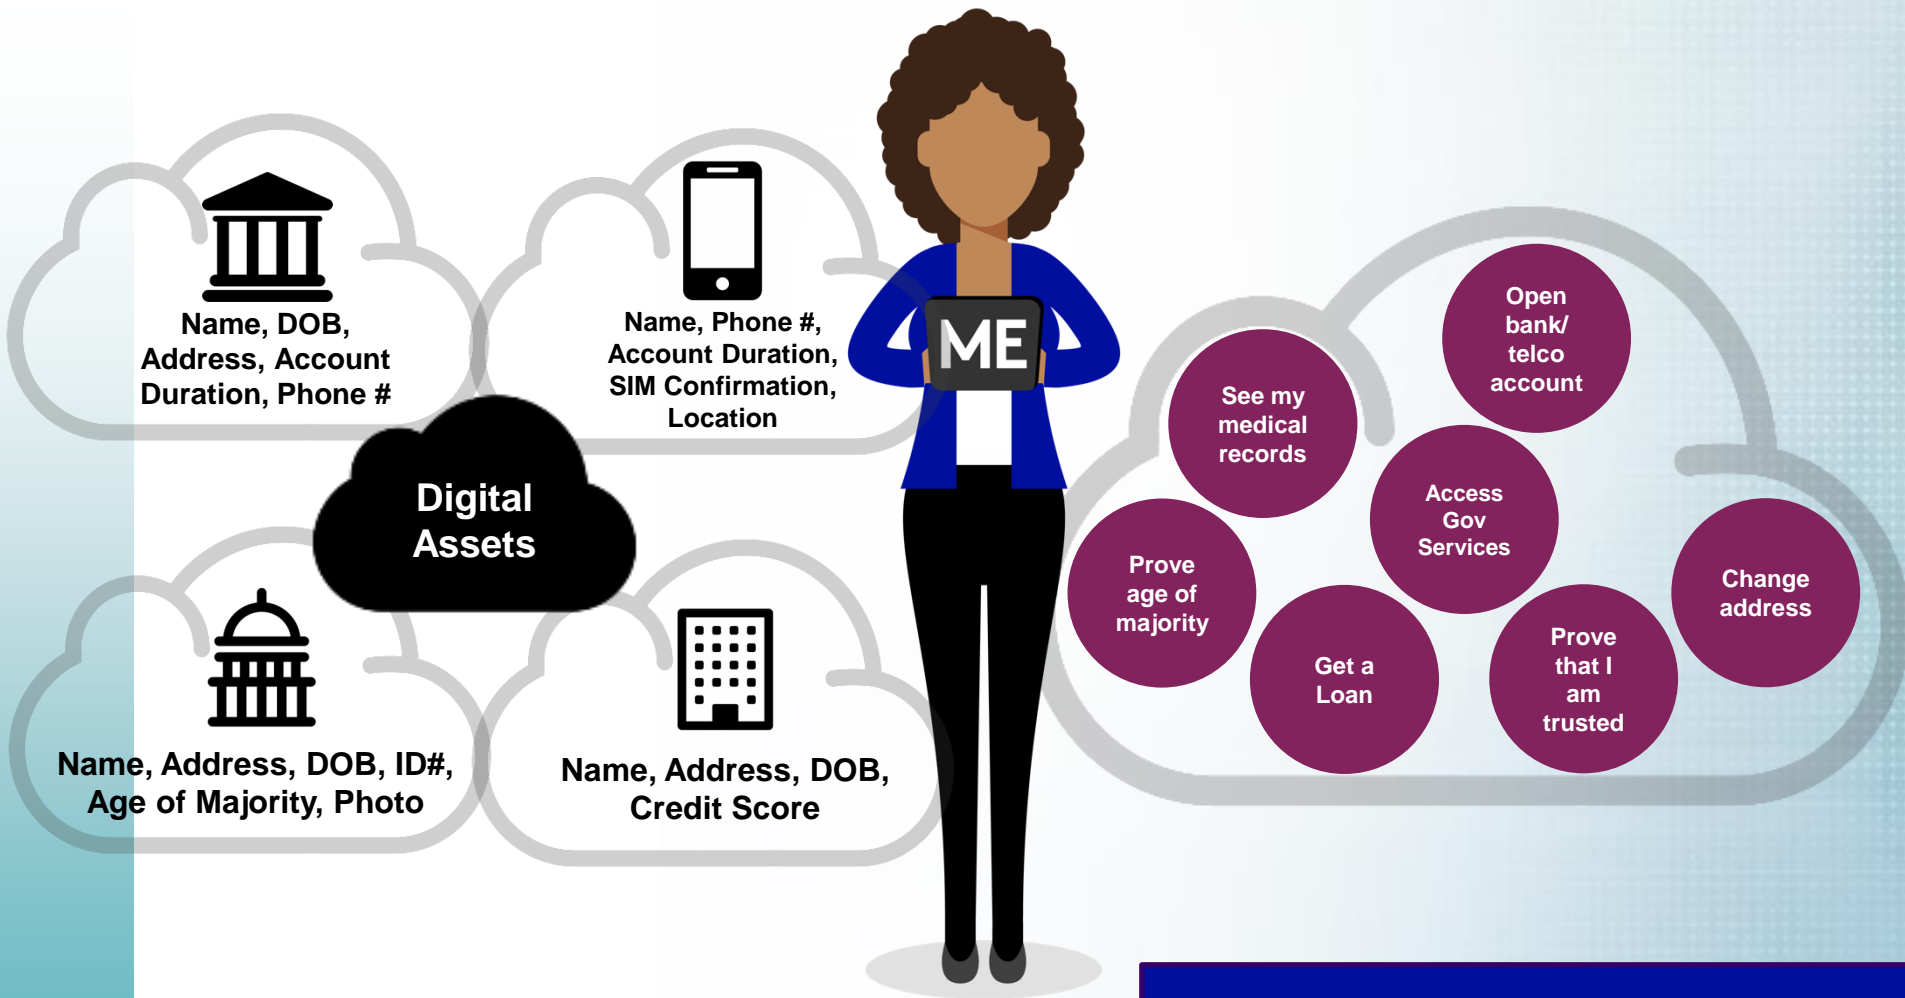 Name, DOB,
Address, Account
Duration, Phone #
Name, Phone #,
Account Duration,
SIM Confirmation,
Location
Digital
Assets
Name, Address, DOB, ID#,
Age of Majority, Photo
Name, Address, DOB,
Credit Score
ME
Open
bank/
telco
account
See my
medical
records
Access
Gov
Services
Prove
age of
majority
Change
address
Get a
Loan
Prove
that I
am
trusted